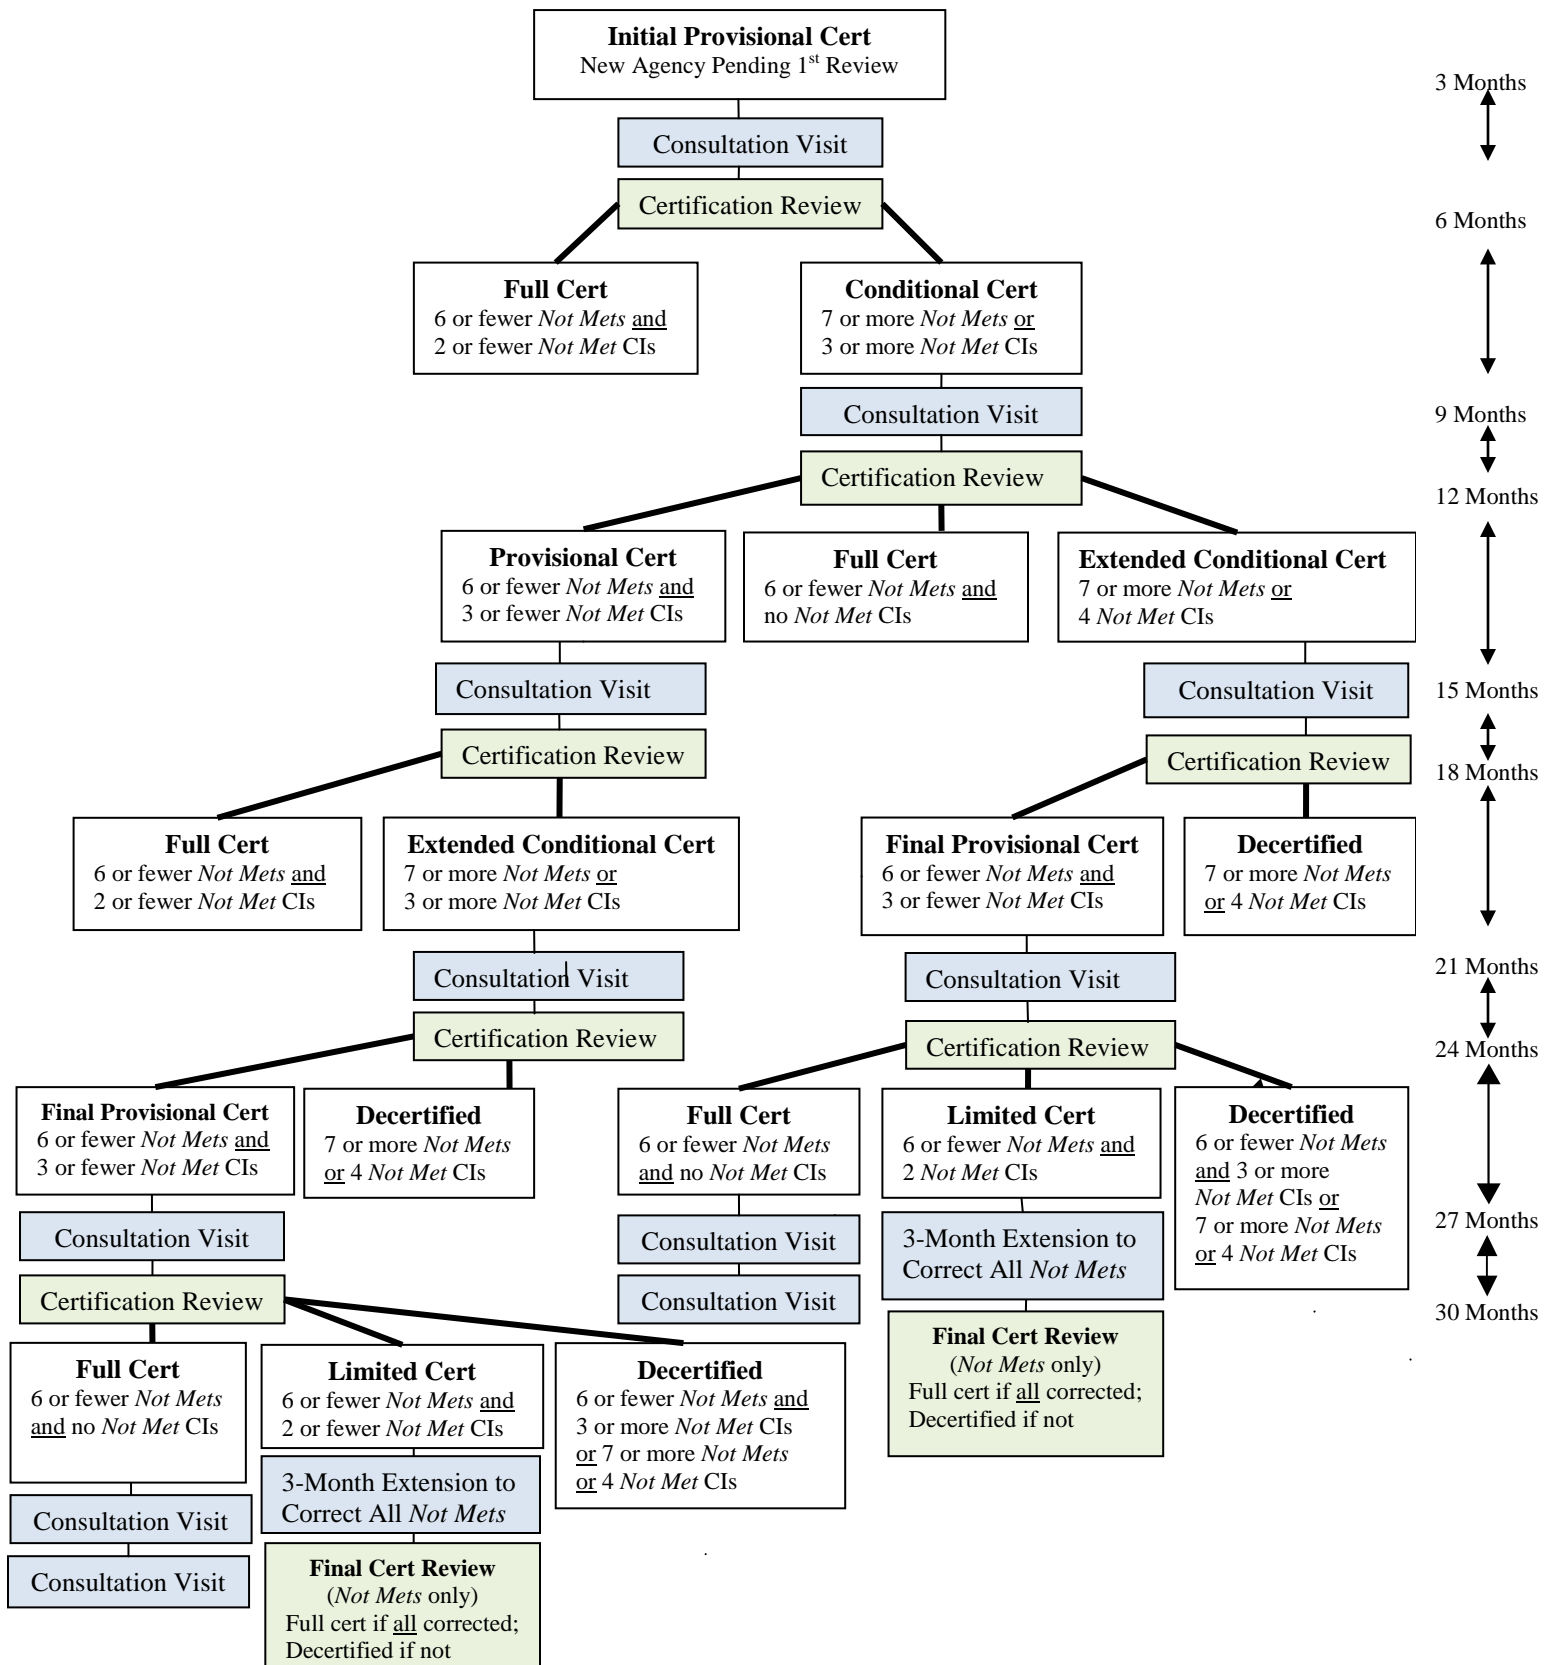 Initial Provisional Cert
New Agency Pending 1st Review
3 Months
Consultation Visit
Certification Review
6 Months
Full Cert
6 or fewer Not Mets and
2 or fewer Not Met CIs
Conditional Cert
7 or more Not Mets or
3 or more Not Met CIs
Consultation Visit
9 Months
Certification Review
12 Months
Provisional Cert
6 or fewer Not Mets and
3 or fewer Not Met CIs
Full Cert
6 or fewer Not Mets and
no Not Met CIs
Extended Conditional Cert
7 or more Not Mets or
4 Not Met CIs
Consultation Visit
Consultation Visit
15 Months
Certification Review
Certification Review
18 Months
Full Cert
6 or fewer Not Mets and
2 or fewer Not Met CIs
Extended Conditional Cert
7 or more Not Mets or
3 or more Not Met CIs
Final Provisional Cert
6 or fewer Not Mets and
3 or fewer Not Met CIs
Decertified
7 or more Not Mets
or 4 Not Met CIs
Consultation Visit
Consultation Visit
21 Months
Certification Review
Certification Review
24 Months
Final Provisional Cert
6 or fewer Not Mets and
3 or fewer Not Met CIs
Decertified
7 or more Not Mets
or 4 Not Met CIs
Full Cert
6 or fewer Not Mets
and no Not Met CIs
Limited Cert
6 or fewer Not Mets and
2 Not Met CIs
Decertified
6 or fewer Not Mets
and 3 or more
Not Met CIs or
7 or more Not Mets
or 4 Not Met CIs
Consultation Visit
Consultation Visit
3-Month Extension to
Correct All Not Mets
27 Months
Certification Review
Consultation Visit
30 Months
Final Cert Review
(Not Mets only)
Full cert if all corrected;
Decertified if not
Full Cert
6 or fewer Not Mets
and no Not Met CIs
Limited Cert
6 or fewer Not Mets and
2 or fewer Not Met CIs
Decertified
6 or fewer Not Mets and
3 or more Not Met CIs
or 7 or more Not Mets
or 4 Not Met CIs
Consultation Visit
Consultation Visit
3-Month Extension to
Correct All Not Mets
Final Cert Review
(Not Mets only)
Full cert if all corrected;
Decertified if not